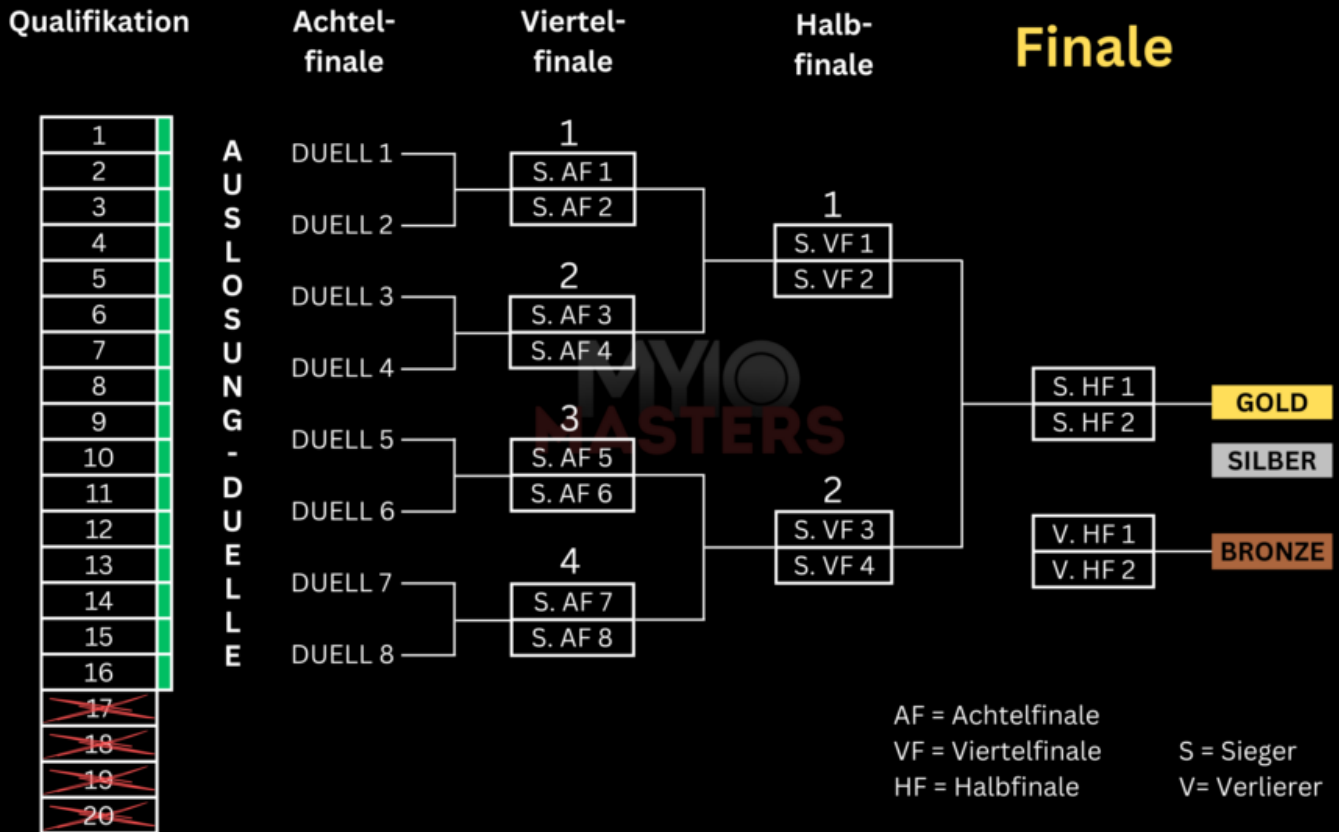 Qualifikation
Achtel-
finale
Viertel-
finale
Halb-
finale
Finale
1
2
3
4
5
6
7
8
9
10
11
12
13
14
15
16
17
18
19
20
AUSLOSUNG-DUELLE
DUELL 1
DUELL 2
DUELL 3
DUELL 4
DUELL 5
DUELL 6
DUELL 7
DUELL 8
1
S. AF 1
S. AF 2
2
S. AF 3
S. AF 4
3
S. AF 5
S. AF 6
4
S. AF 7
S. AF 8
MYIO
MASTERS
1
S. VF 1
S. VF 2
2
S. VF 3
S. VF 4
S. HF 1
S. HF 2
V. HF 1
V. HF 2
GOLD
SILBER
BRONZE
AF = Achtelfinale
VF = Viertelfinale
HF = Halbfinale
S = Sieger
V= Verlierer